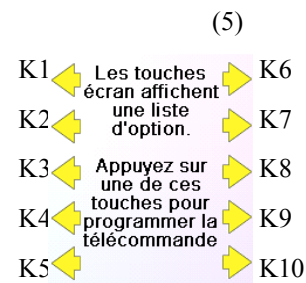 (5)
K1 Les touches K6
écran affichent
une liste
K2 d'option. K7
K3 Appuyez sur K8
une de ces
touches pour
K4 programmer la K9
télécommande
K5 K10